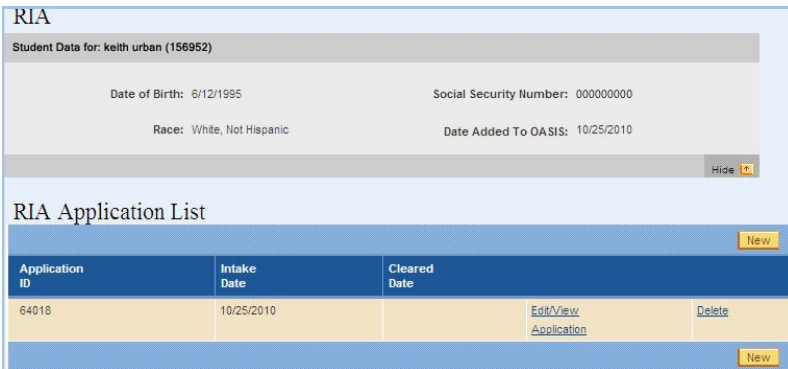 RIA
Student Data for: keith urban (156952)
Date of Birth: 6/12/1995 Social Security Number: 000000000
Race: White, Not Hispanic Date Added To OASIS: 10/25/2010
Hide
RIA Application List
New
Application ID Intake Date Cleared Date
64018 10/25/2010 Edit/View Application Delete
New